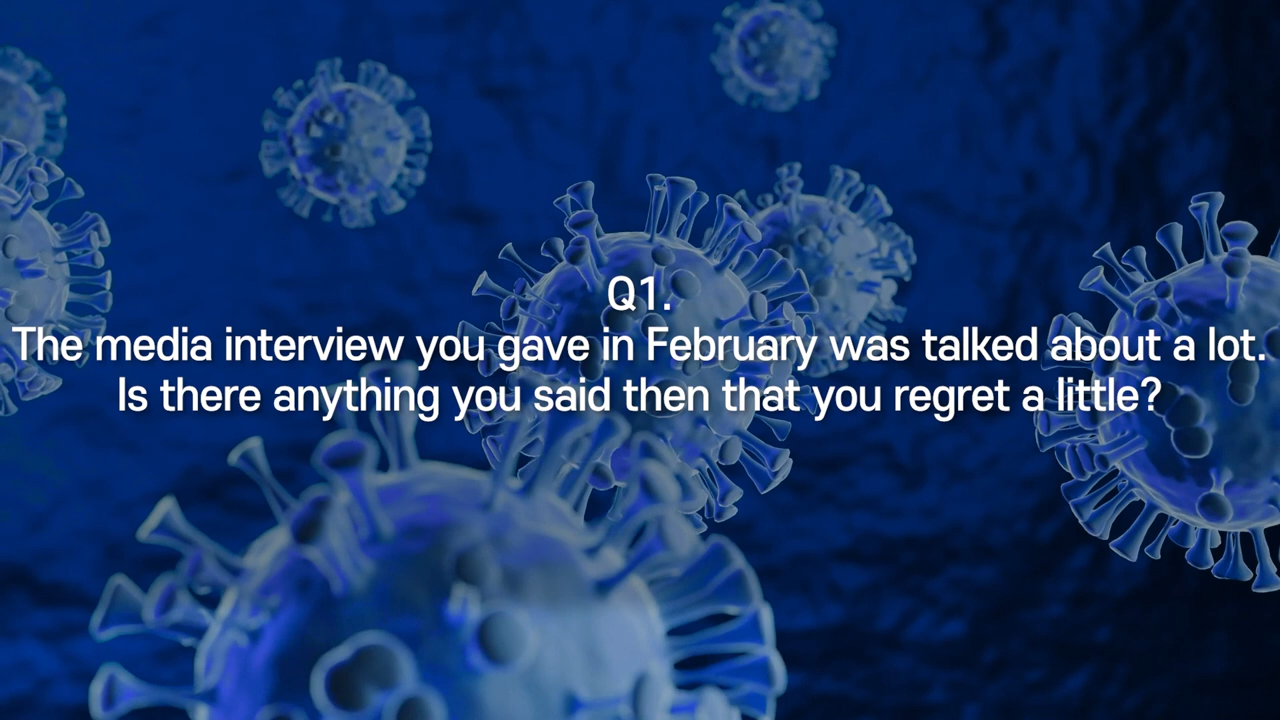 Q1.
The media interview you gave in February was talked about a lot.
Is there anything you said then that you regret a little?